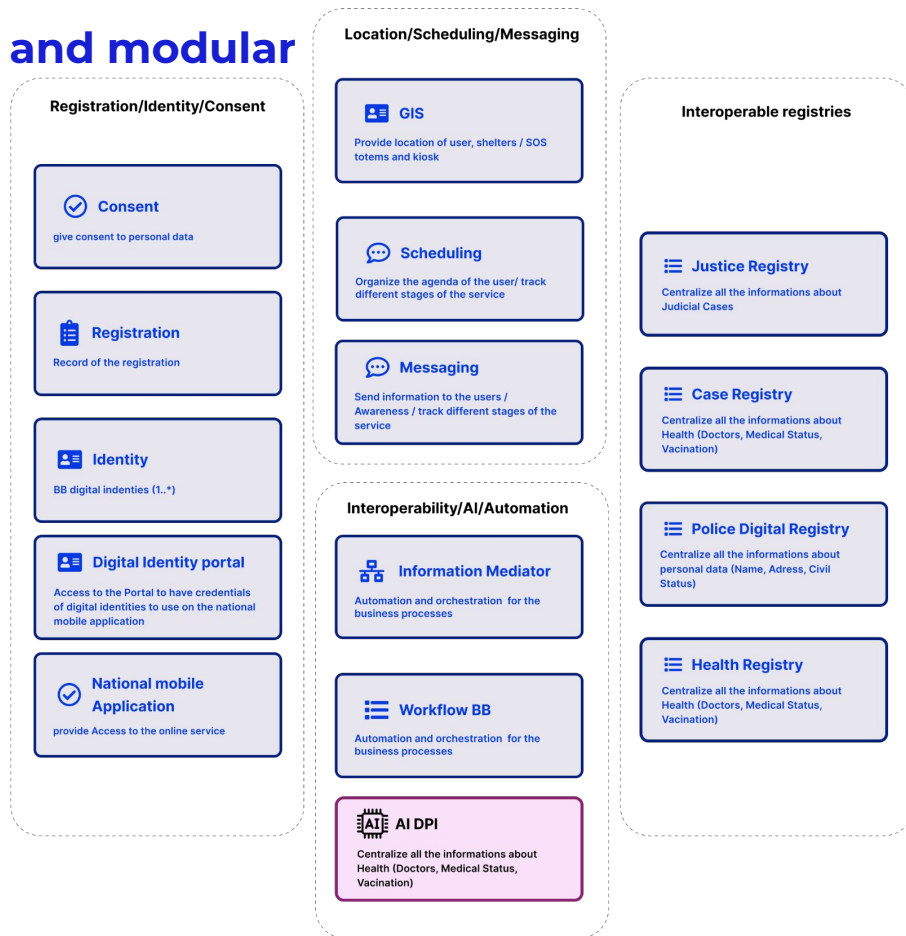 and modular
Registration/Identity/Consent
Consent
give consent to personal data
Registration
Record of the registration
Identity
BB digital indenties (1..*)
Digital Identity portal
Access to the Portal to have credentials
of digital identities to use on the national
mobile application
National mobile
Application
provide Access to the online service
Location/Scheduling/Messaging
GIS
Provide location of user, shelters / SOS
totems and kiosk
Scheduling
Organize the agenda of the user/ track
different stages of the service
Messaging
Send information to the users /
Awareness / track different stages of the
service
Interoperability/AI/Automation
Information Mediator
Automation and orchestration for the
business processes
Workflow BB
Automation and orchestration for the
business processes
AI
AI DPI
Centralize all the informations about
Health (Doctors, Medical Status,
Vacination)
Interoperable registries
Justice Registry
Centralize all the informations about
Judicial Cases
Case Registry
Centralize all the informations about
Health (Doctors, Medical Status,
Vacination)
Police Digital Registry
Centralize all the informations about
personal data (Name, Adress, Civil
Status)
Health Registry
Centralize all the informations about
Health (Doctors, Medical Status,
Vacination)